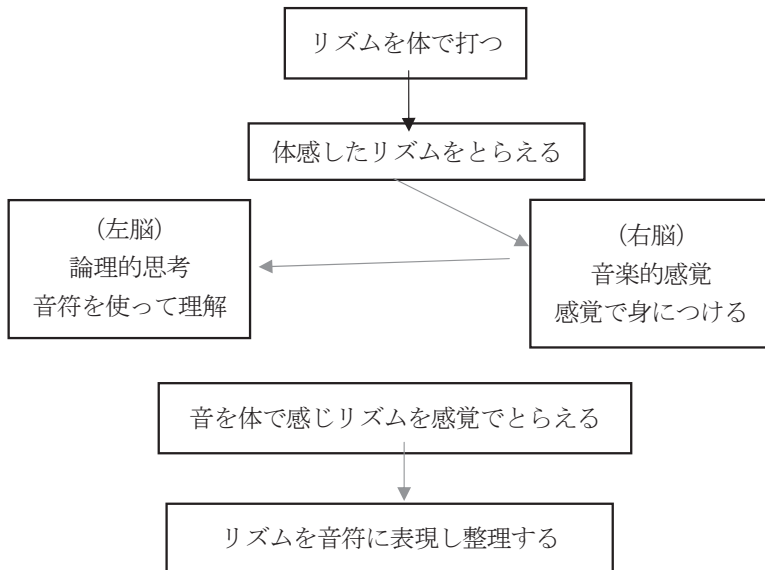 リズムを体で打つ
体感したリズムをとらえる
(左脳)
論理的思考
音符を使って理解
(右脳)
音楽的感覚
感覚で身につける
音を体で感じリズムを感覚でとらえる
リズムを音符に表現し整理する